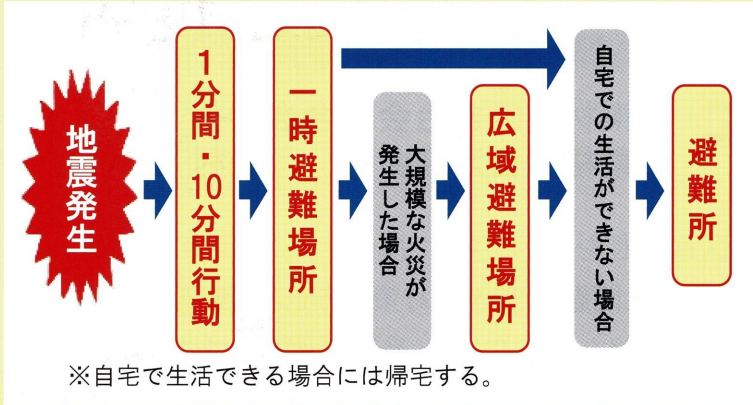 地震発生
1分間・10分間行動
一時避難場所
大規模な火災が
発生した場合
広域避難場所
自宅での生活ができない場合
避難所
※自宅で生活できる場合には帰宅する。